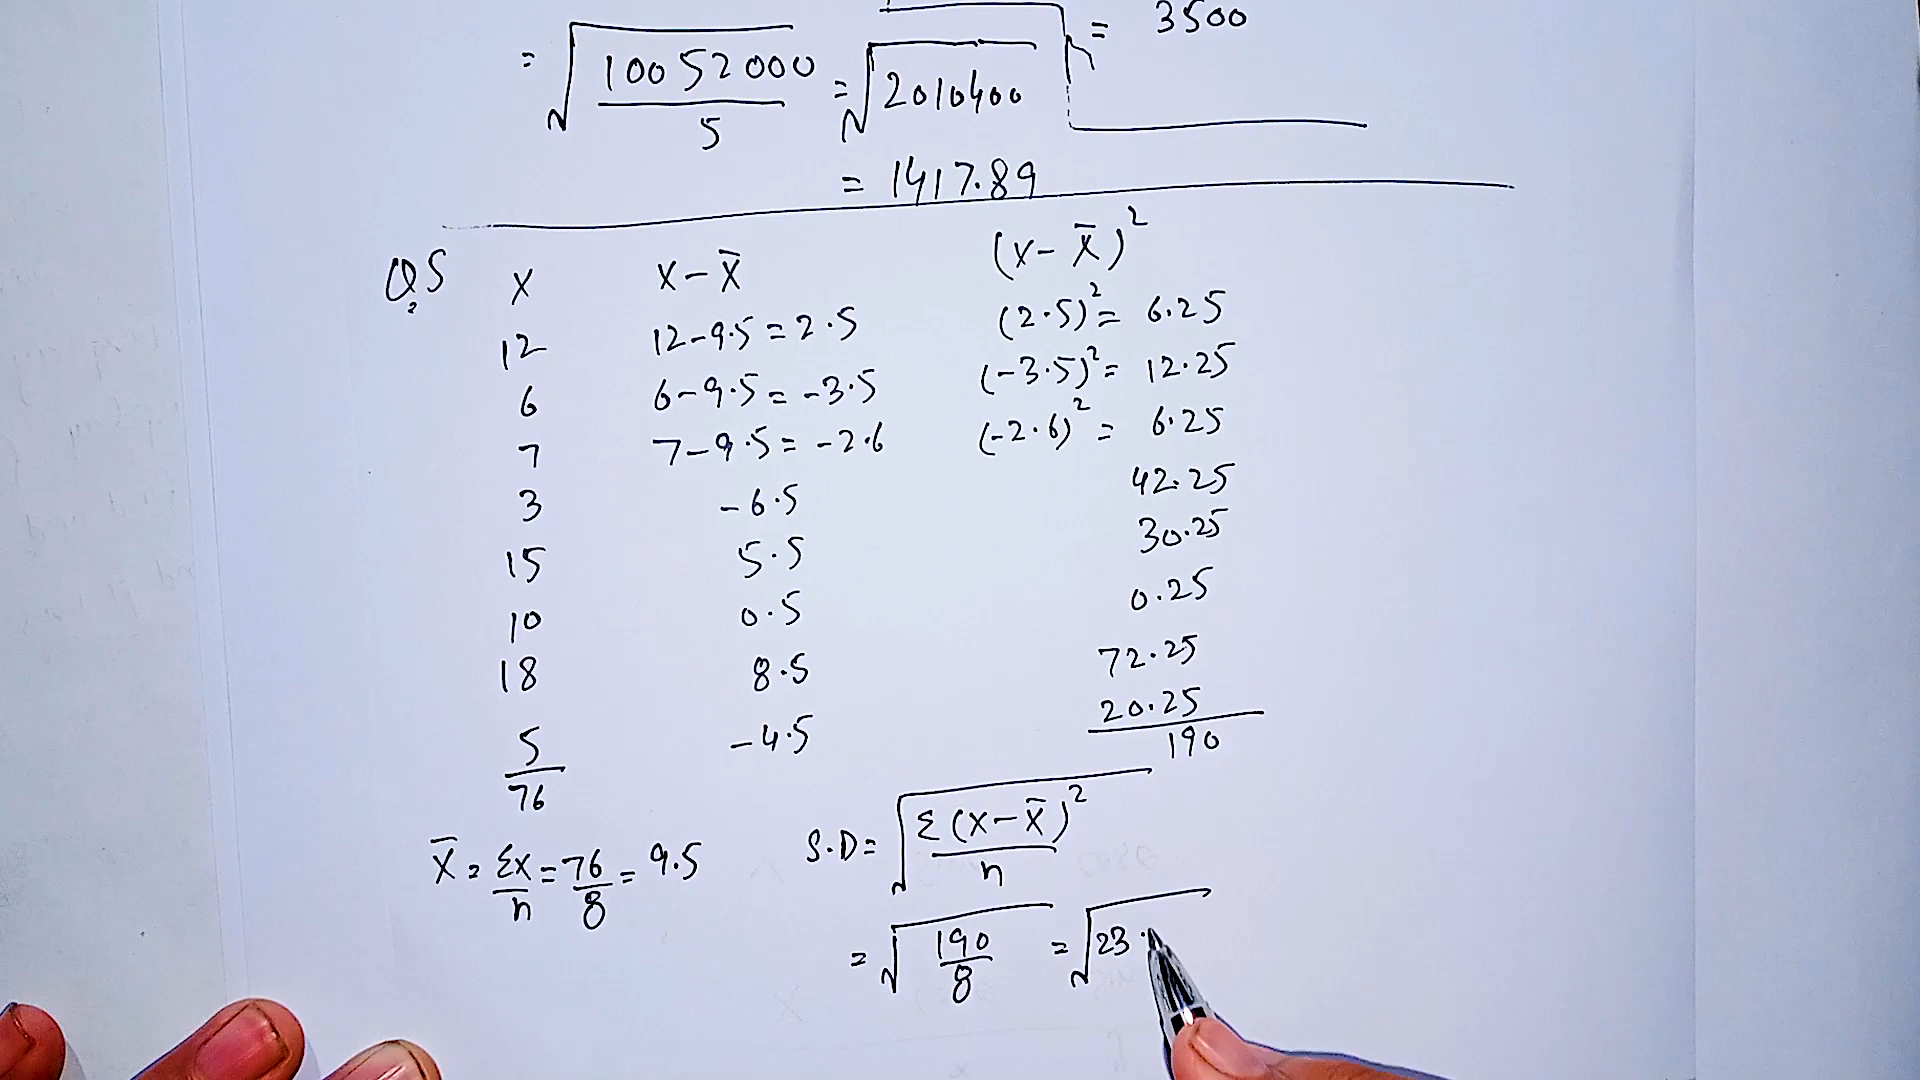 = 3500
= √(10052000/5) = √2010400
= 1417.89
Q5 x x - x̄ (x - x̄)²
12 12-9.5 = 2.5 (2.5)² = 6.25
6 6-9.5 = -3.5 (-3.5)² = 12.25
7 7-9.5 = -2.6 (-2.6)² = 6.25
3 -6.5 42.25
15 5.5 30.25
10 0.5 0.25
18 8.5 72.25
5 -4.5 20.25
76 190
x̄ = Σx/n = 76/8 = 9.5 S.D = √(Σ(x - x̄)²/n)
= √(190/8) = √23.